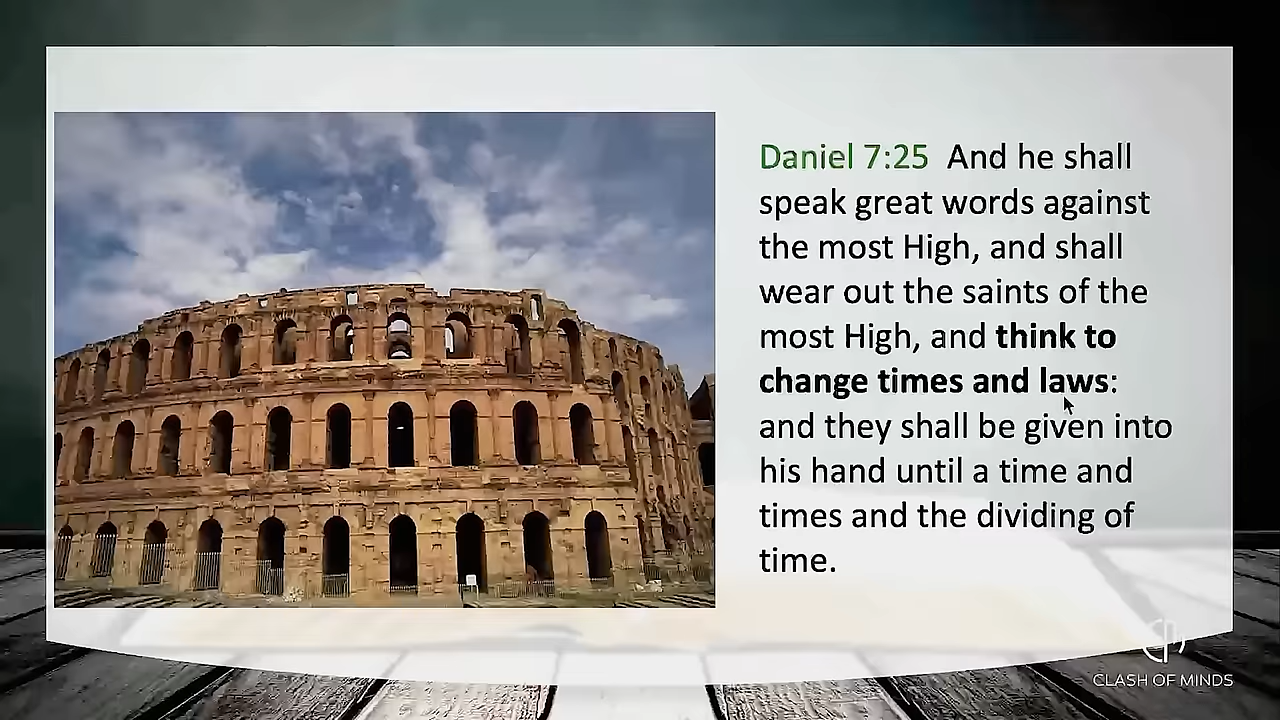 Daniel 7:25  And he shall
speak great words against
the most High, and shall
wear out the saints of the
most High, and think to
change times and laws:
and they shall be given into
his hand until a time and
times and the dividing of
time.
CLASH OF MINDS